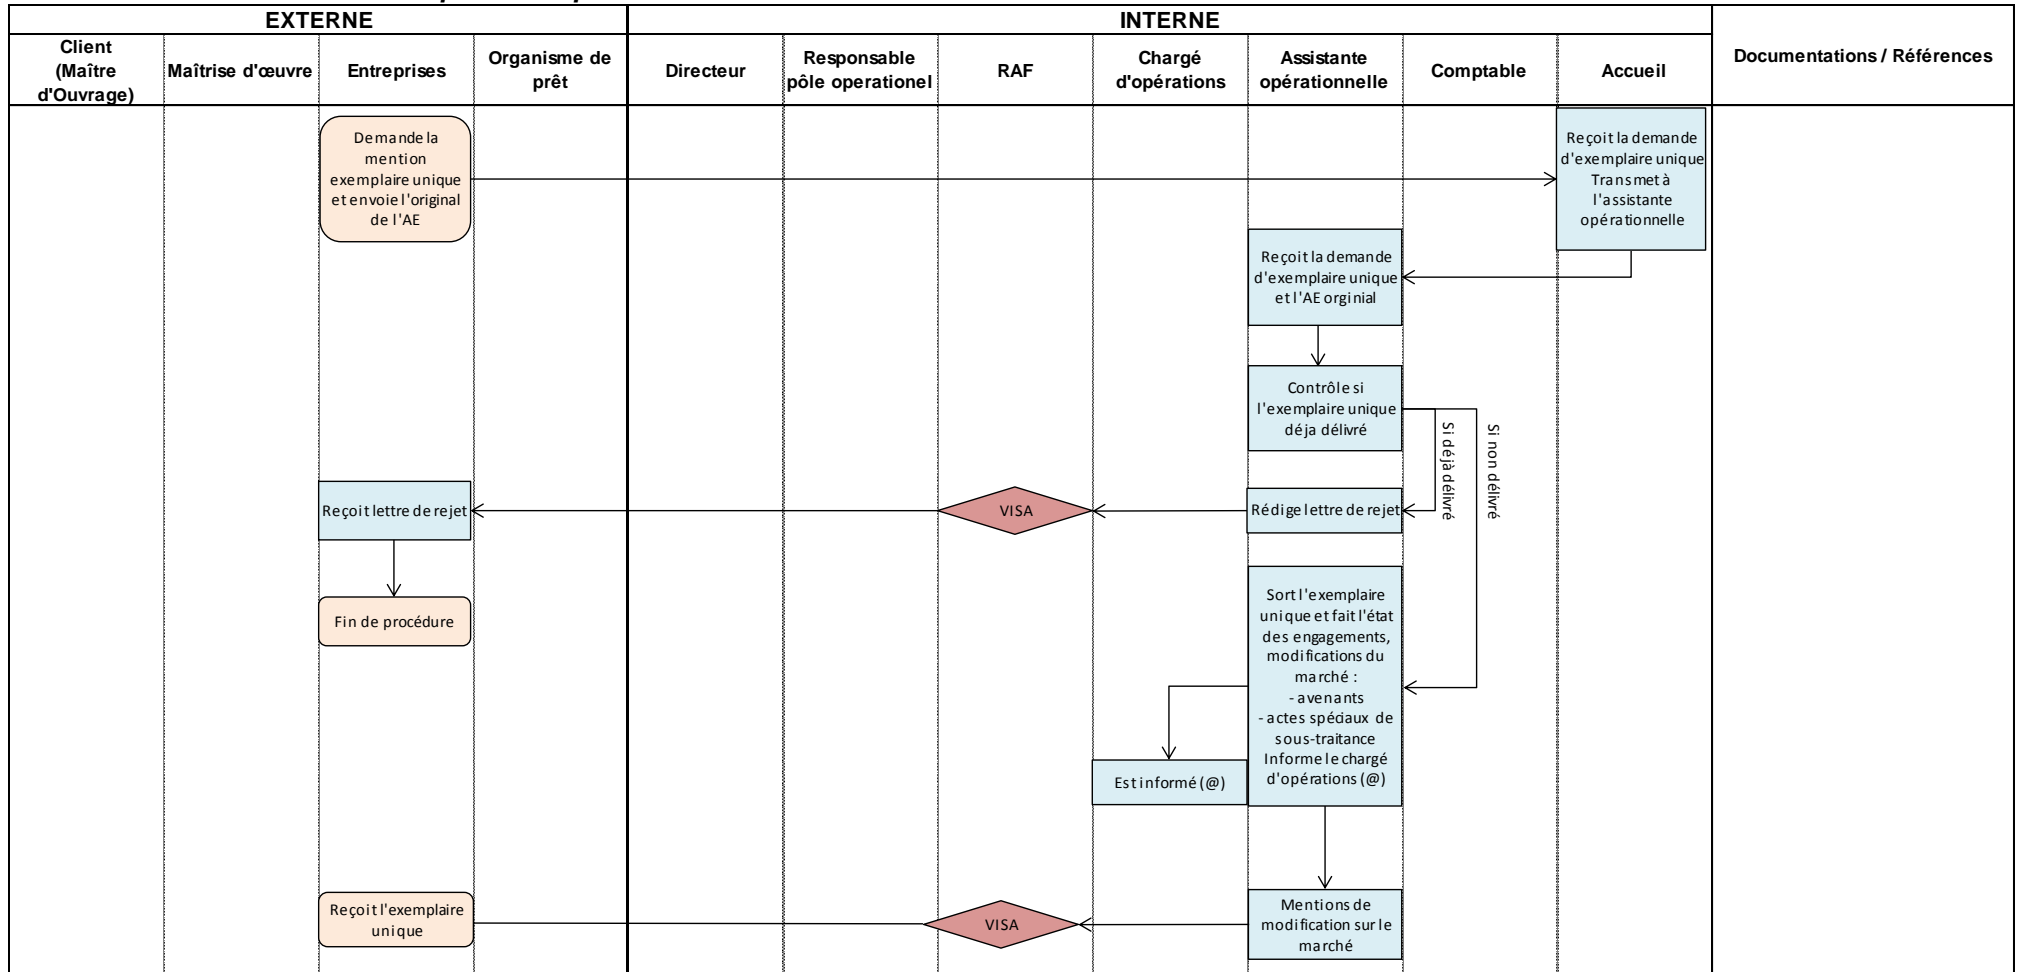 EXTERNE
INTERNE
Documentations / Références
Client
(Maître
d'Ouvrage)
Maîtrise d'œuvre
Entreprises
Organisme de
prêt
Directeur
Responsable
pôle operationel
RAF
Chargé
d'opérations
Assistante
opérationnelle
Comptable
Accueil
Demande la
mention
exemplaire unique
et envoie l'original
de l'AE
Reçoit la demande
d'exemplaire unique
Transmet à
l'assistante
opérationnelle
Reçoit la demande
d'exemplaire unique
et l'AE orginial
Contrôle si
l'exemplaire unique
déja délivré
Si déjà délivré
Si non délivré
Reçoit lettre de rejet
VISA
Rédige lettre de rejet
Fin de procédure
Sort l'exemplaire
unique et fait l'état
des engagements,
modifications du
marché :
- avenants
- actes spéciaux de
sous-traitance
Informe le chargé
d'opérations (@)
Est informé (@)
Reçoit l'exemplaire
unique
VISA
Mentions de
modification sur le
marché